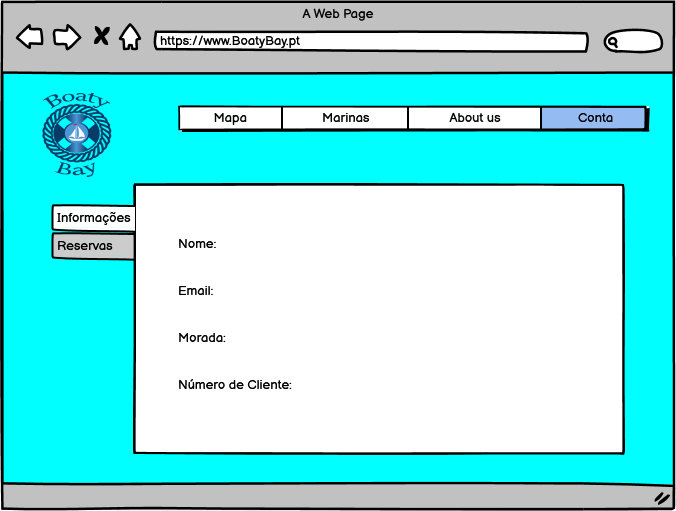 A Web Page
https://www.BoatyBay.pt
Boaty
Bay
Mapa Marinas About us Conta
Informações
Reservas
Nome:
Email:
Morada:
Número de Cliente: